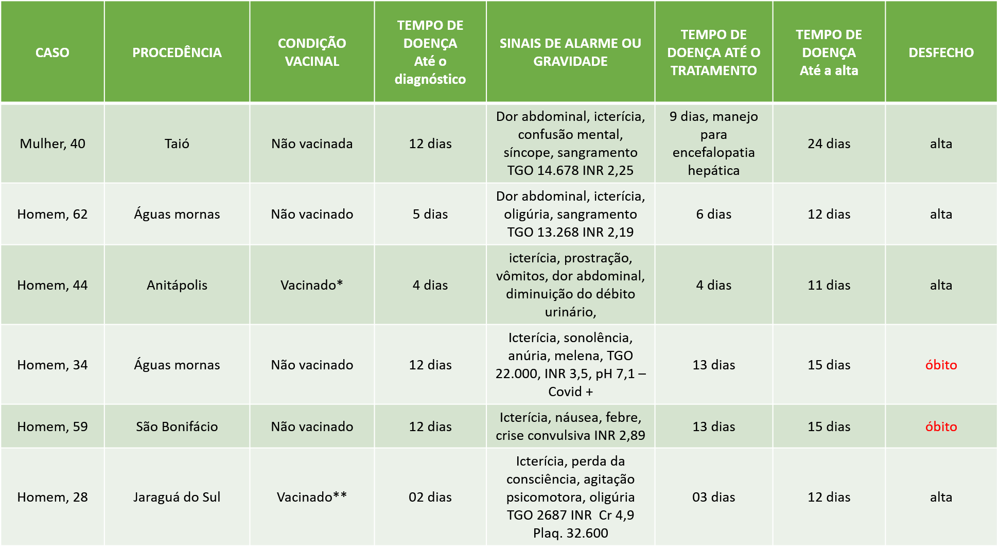 CASO
PROCEDÊNCIA
CONDIÇÃO
VACINAL
TEMPO DE
DOENÇA
Até o
diagnóstico
SINAIS DE ALARME OU
GRAVIDADE
TEMPO DE
DOENÇA ATÉ O
TRATAMENTO
TEMPO DE
DOENÇA
Até a alta
DESFECHO
Mulher, 40
Taió
Não vacinada
12 dias
Dor abdominal, icterícia,
confusão mental,
síncope, sangramento
TGO 14.678 INR 2,25
9 dias, manejo
para
encefalopatia
hepática
24 dias
alta
Homem, 62
Águas mornas
Não vacinado
5 dias
Dor abdominal, icterícia,
oligúria, sangramento
TGO 13.268 INR 2,19
6 dias
12 dias
alta
Homem, 44
Anitápolis
Vacinado*
4 dias
icterícia, prostração,
vômitos, dor abdominal,
diminuição do débito
urinário,
4 dias
11 dias
alta
Homem, 34
Águas mornas
Não vacinado
12 dias
Icterícia, sonolência,
anúria, melena, TGO
22.000, INR 3,5, pH 7,1 –
Covid +
13 dias
15 dias
óbito
Homem, 59
São Bonifácio
Não vacinado
12 dias
Icterícia, náusea, febre,
crise convulsiva INR 2,89
13 dias
15 dias
óbito
Homem, 28
Jaraguá do Sul
Vacinado**
02 dias
Icterícia, perda da
consciência, agitação
psicomotora, oligúria
TGO 2687 INR  Cr 4,9
Plaq. 32.600
03 dias
12 dias
alta